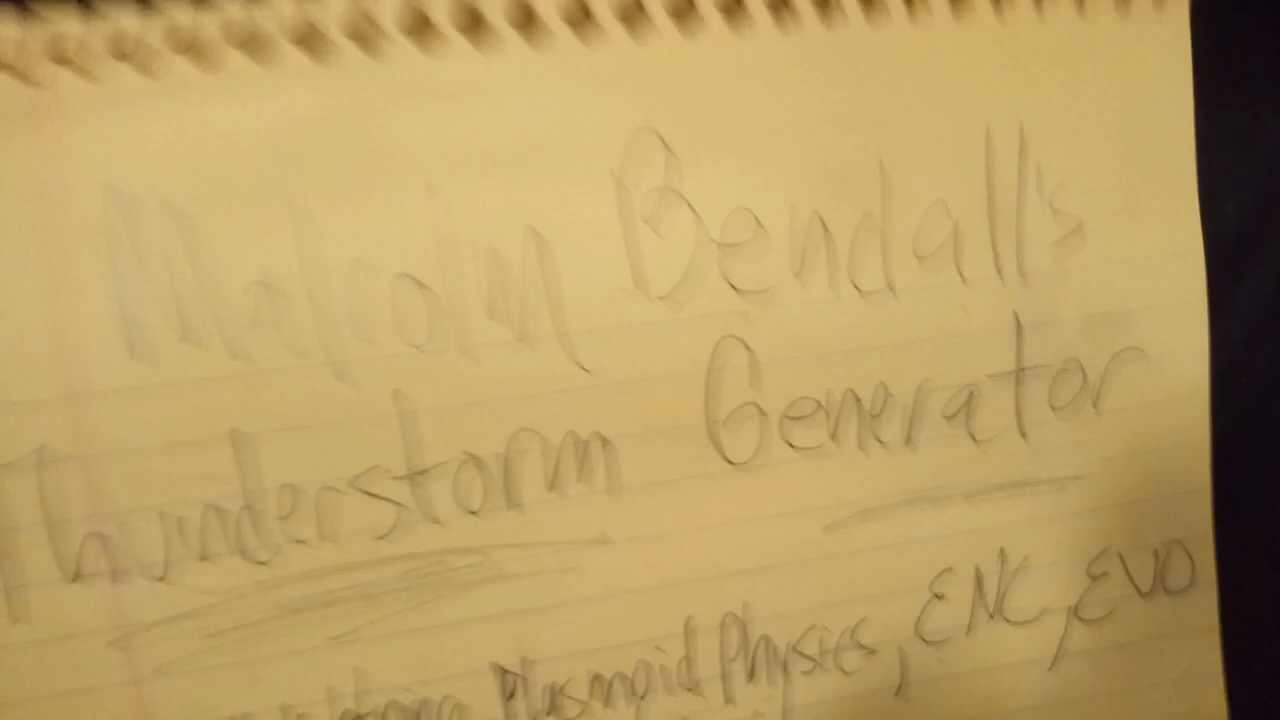 Malcolm Bendall's
Thunderstorm Generator
Plasmoid Physics, ENC, EVO